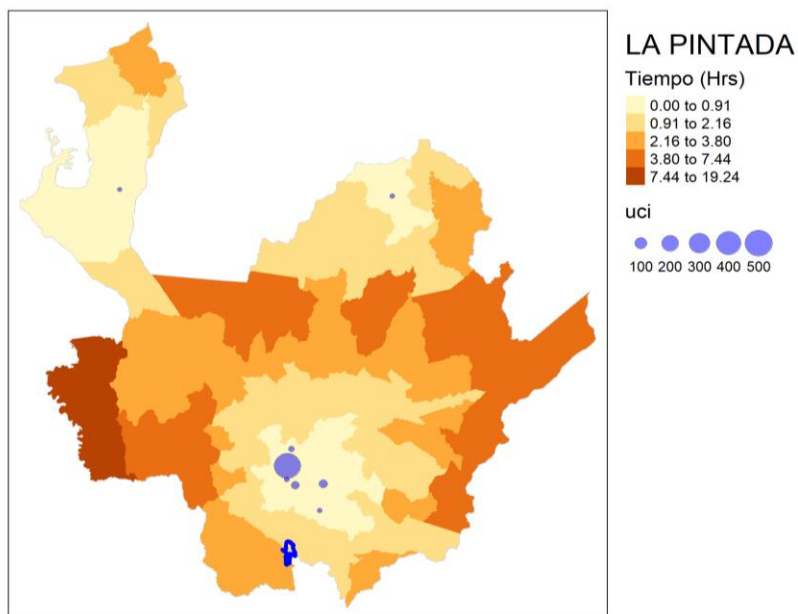 LA PINTADA
Tiempo (Hrs)
0.00 to 0.91
0.91 to 2.16
2.16 to 3.80
3.80 to 7.44
7.44 to 19.24
uci
100 200 300 400 500